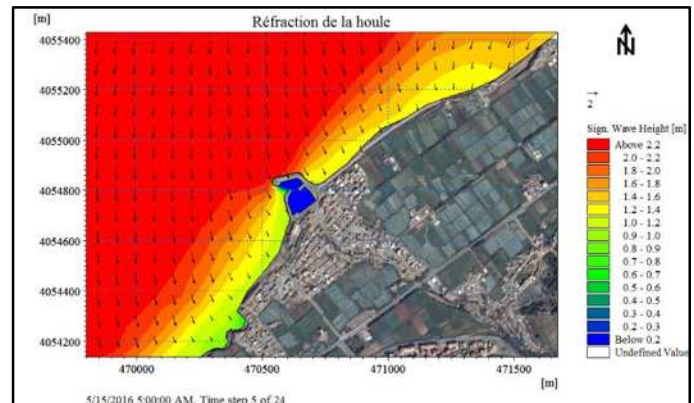 [m]
Réfraction de la houle
4055400
4055200
4055000
4054800
4054600
4054400
4054200
470000
470500
471000
471500
[m]
5/15/2016 5:00:00 AM, Time step 5 of 24
N
2
Sign. Wave Height [m]
Above 2.2
2.0 - 2.2
1.8 - 2.0
1.6 - 1.8
1.4 - 1.6
1.2 - 1.4
1.0 - 1.2
0.9 - 1.0
0.8 - 0.9
0.7 - 0.8
0.6 - 0.7
0.5 - 0.6
0.4 - 0.5
0.3 - 0.4
0.2 - 0.3
Below 0.2
Undefined Value